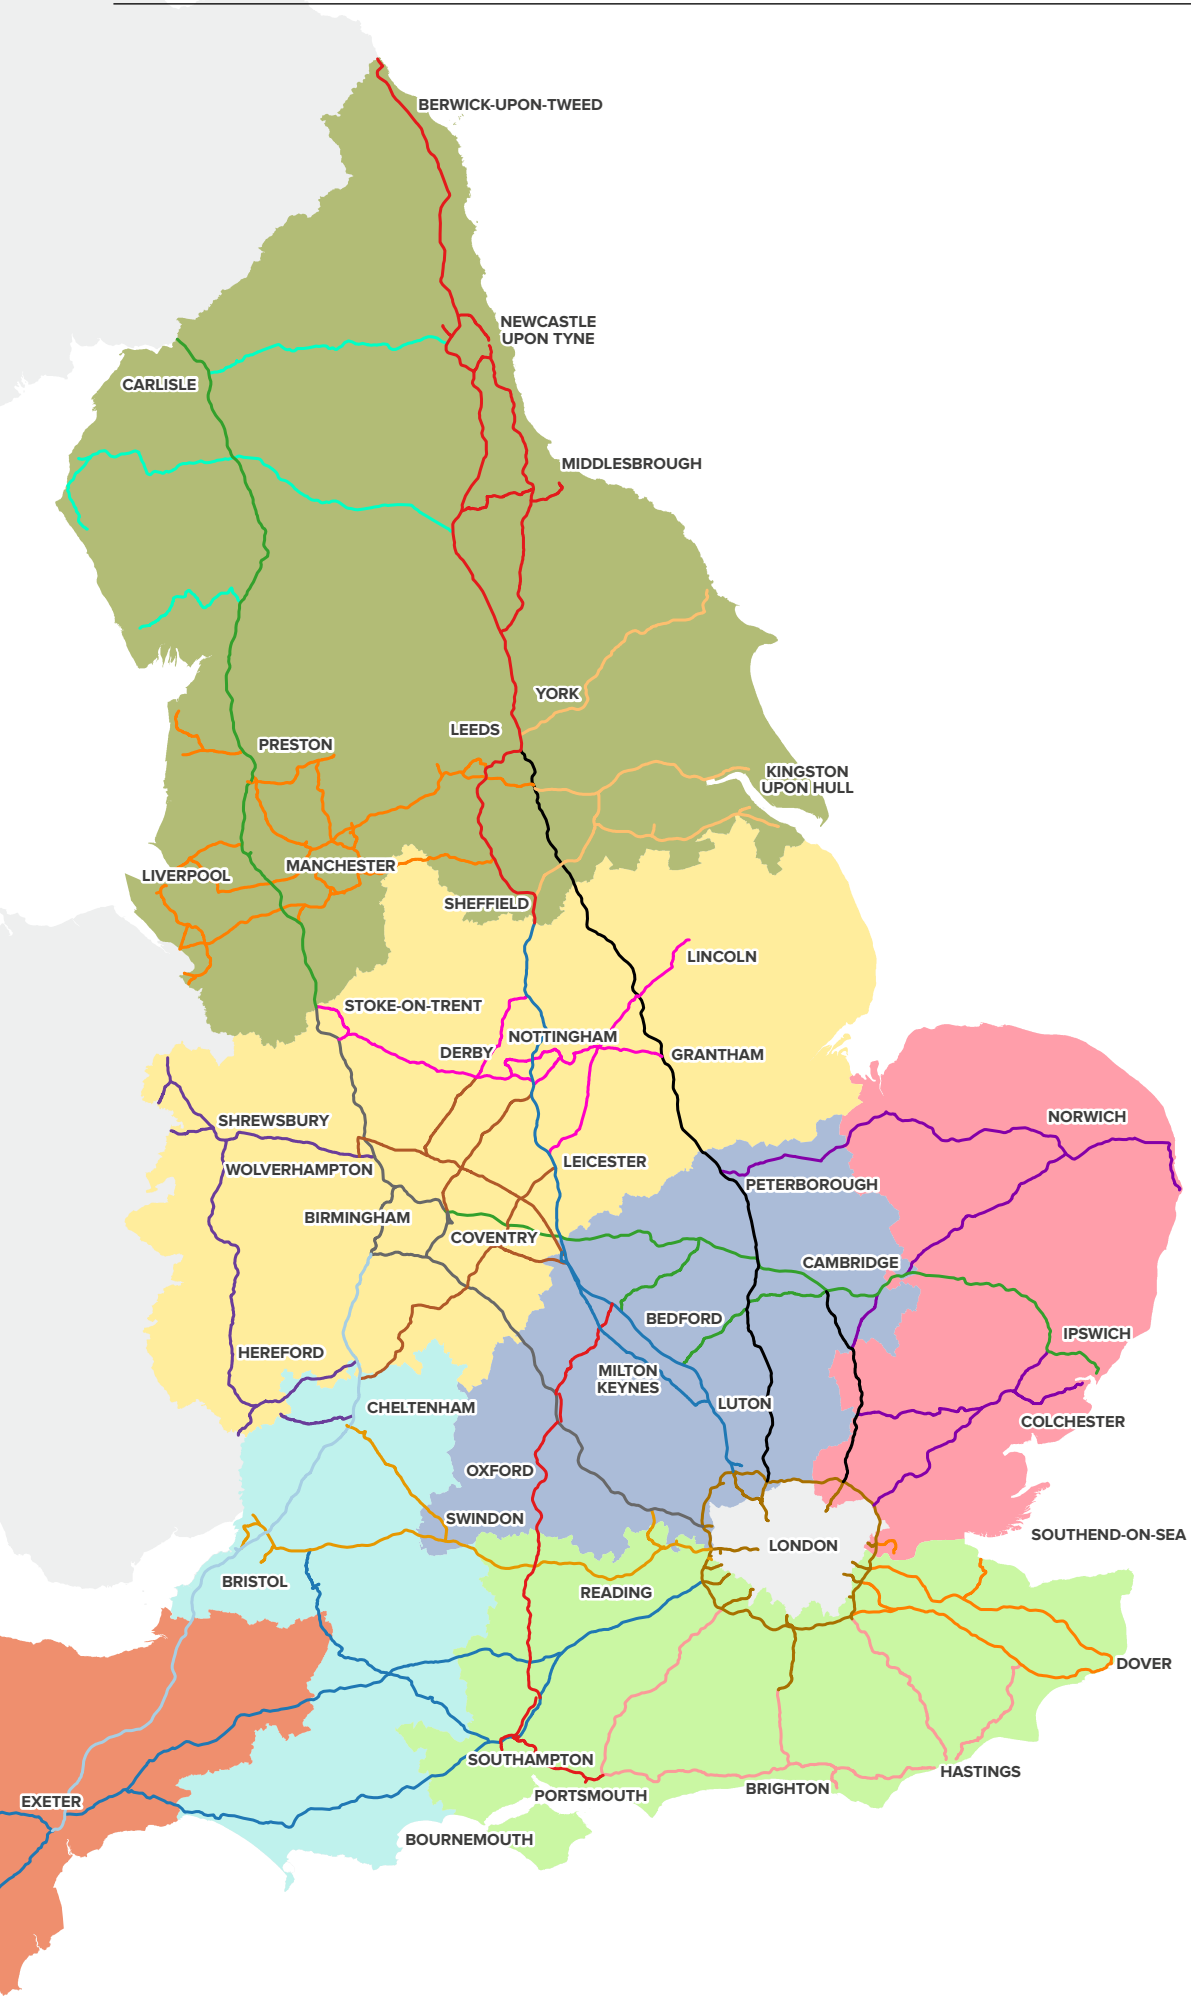 BERWICK-UPON-TWEED
NEWCASTLE
UPON TYNE
CARLISLE
MIDDLESBROUGH
YORK
LEEDS
PRESTON
KINGSTON
UPON HULL
MANCHESTER
LIVERPOOL
SHEFFIELD
LINCOLN
STOKE-ON-TRENT
NOTTINGHAM
DERBY
GRANTHAM
SHREWSBURY
NORWICH
LEICESTER
WOLVERHAMPTON
PETERBOROUGH
BIRMINGHAM
COVENTRY
CAMBRIDGE
BEDFORD
IPSWICH
HEREFORD
MILTON
KEYNES
LUTON
CHELTENHAM
COLCHESTER
OXFORD
SWINDON
SOUTHEND-ON-SEA
LONDON
BRISTOL
READING
DOVER
SOUTHAMPTON
HASTINGS
BRIGHTON
PORTSMOUTH
EXETER
BOURNEMOUTH